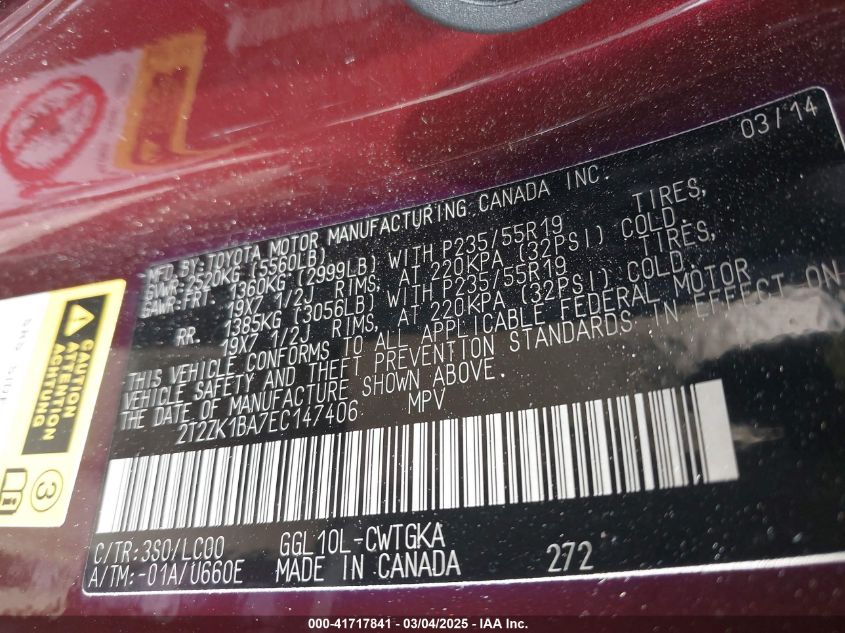 03/14
MFD. BY: TOYOTA MOTOR MANUFACTURING CANADA INC.
GVWR: 2520KG (5560LB)
GAWR: FRT. 1360KG (2999LB) WITH P235/55R19 TIRES,
19X7 1/2J RIMS, AT 220KPA (32PSI) COLD.
RR. 1385KG (3056LB) WITH P235/55R19 TIRES,
19X7 1/2J RIMS, AT 220KPA (32PSI) COLD.
THIS VEHICLE CONFORMS TO ALL APPLICABLE FEDERAL MOTOR
VEHICLE SAFETY AND THEFT PREVENTION STANDARDS IN EFFECT ON
THE DATE OF MANUFACTURE SHOWN ABOVE.
2T2ZK1BA7EC147406 MPV
C/TR: 3S0/LC00 GGL10L-CWTGKA
A/TM: -01A/U660E MADE IN CANADA 272
CAUTION
ATTENTION
ACHTUNG
3
000-41717841 - 03/04/2025 - IAA Inc.